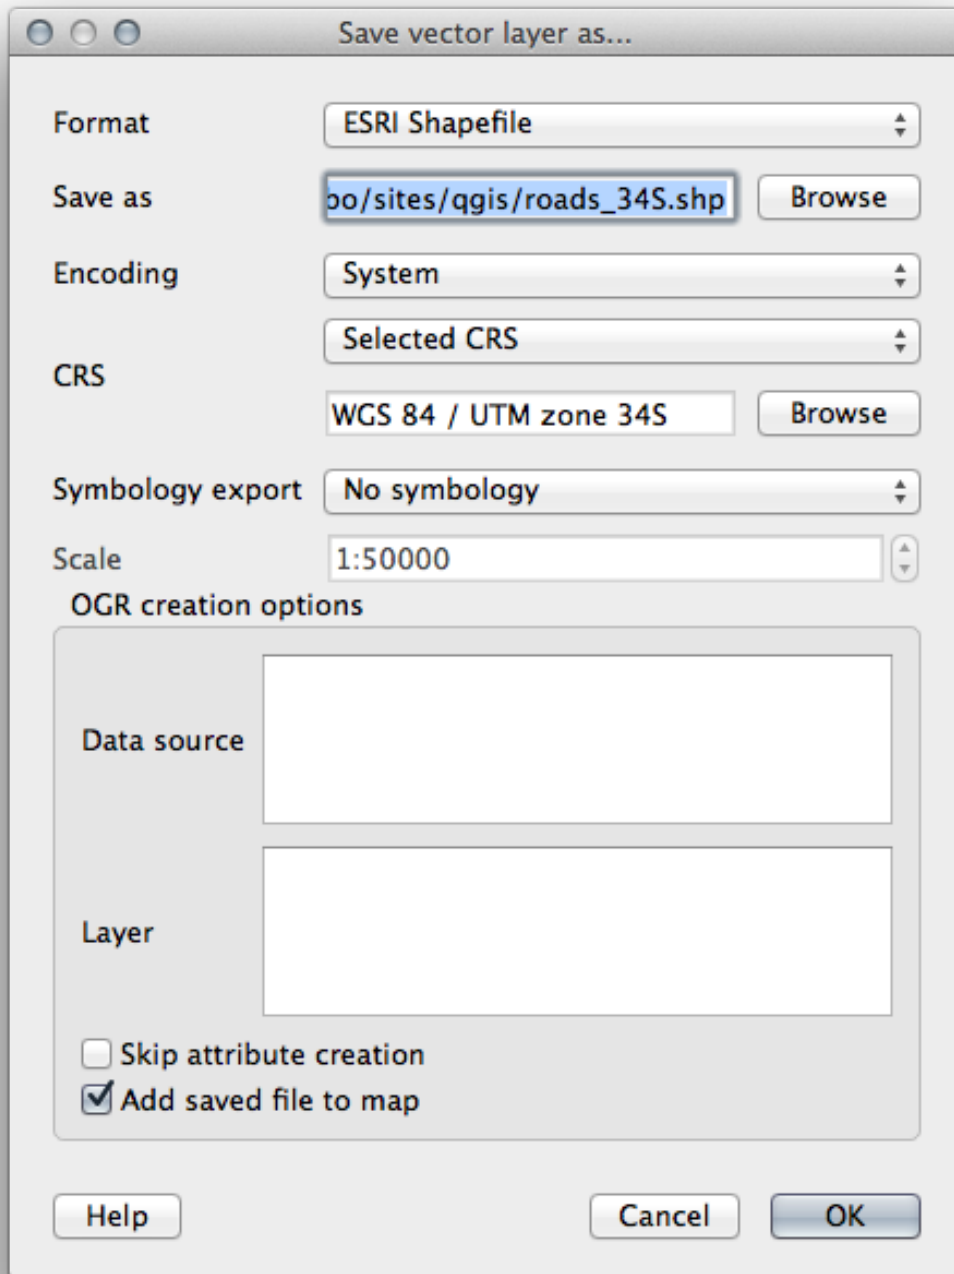 Save vector layer as...
Format ESRI Shapefile
Save as bo/sites/qgis/roads_34S.shp Browse
Encoding System
Selected CRS
CRS
WGS 84 / UTM zone 34S Browse
Symbology export No symbology
Scale 1:50000
OGR creation options
Data source
Layer
Skip attribute creation
Add saved file to map
Help Cancel OK